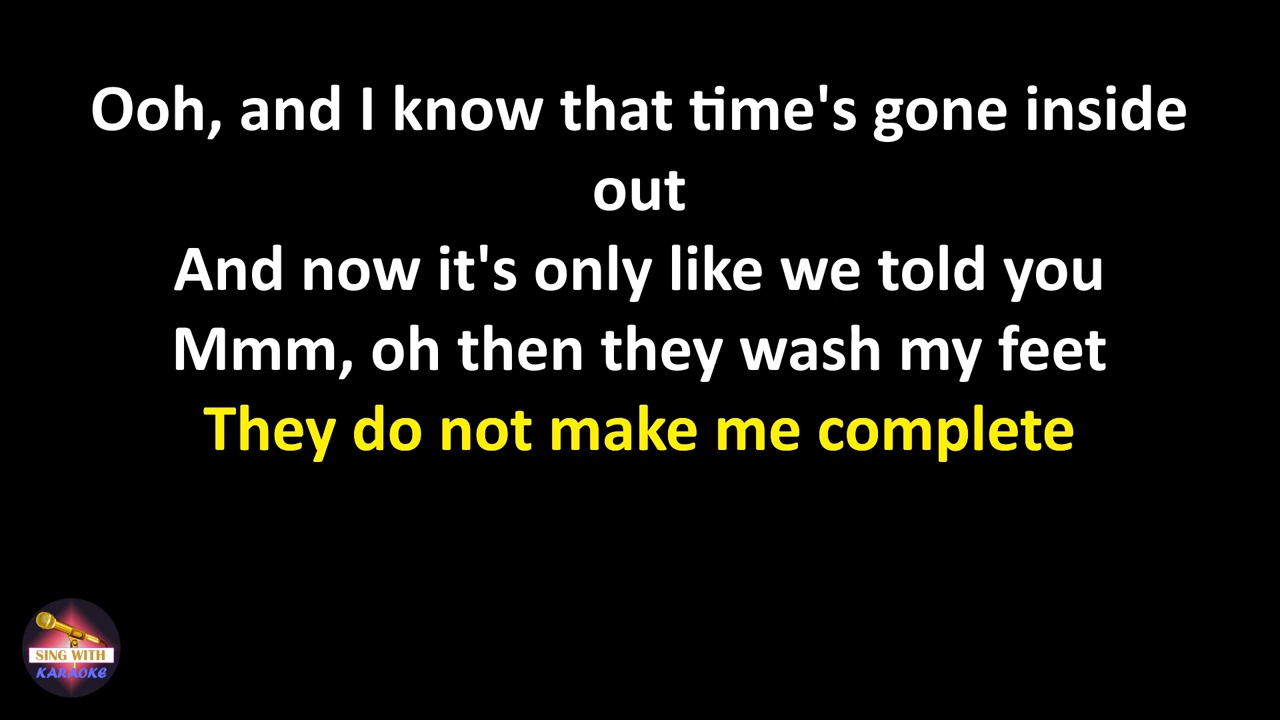 Ooh, and I know that time's gone inside
out
And now it's only like we told you
Mmm, oh then they wash my feet
They do not make me complete
SING WITH
KARAOKE